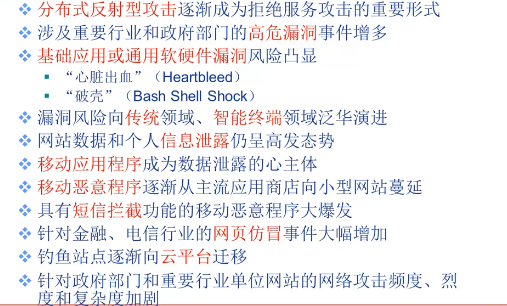 分布式反射型攻击逐渐成为拒绝服务攻击的重要形式
涉及重要行业和政府部门的高危漏洞事件增多
基础应用或通用软硬件漏洞风险凸显
“心脏出血”（Heartbleed）
“破壳”（Bash Shell Shock）
漏洞风险向传统领域、智能终端领域泛华演进
网站数据和个人信息泄露仍呈高发态势
移动应用程序成为数据泄露的心主体
移动恶意程序逐渐从主流应用商店向小型网站蔓延
具有短信拦截功能的移动恶意程序大爆发
针对金融、电信行业的网页仿冒事件大幅增加
钓鱼站点逐渐向云平台迁移
针对政府部门和重要行业单位网站的网络攻击频度、烈
度和复杂度加剧